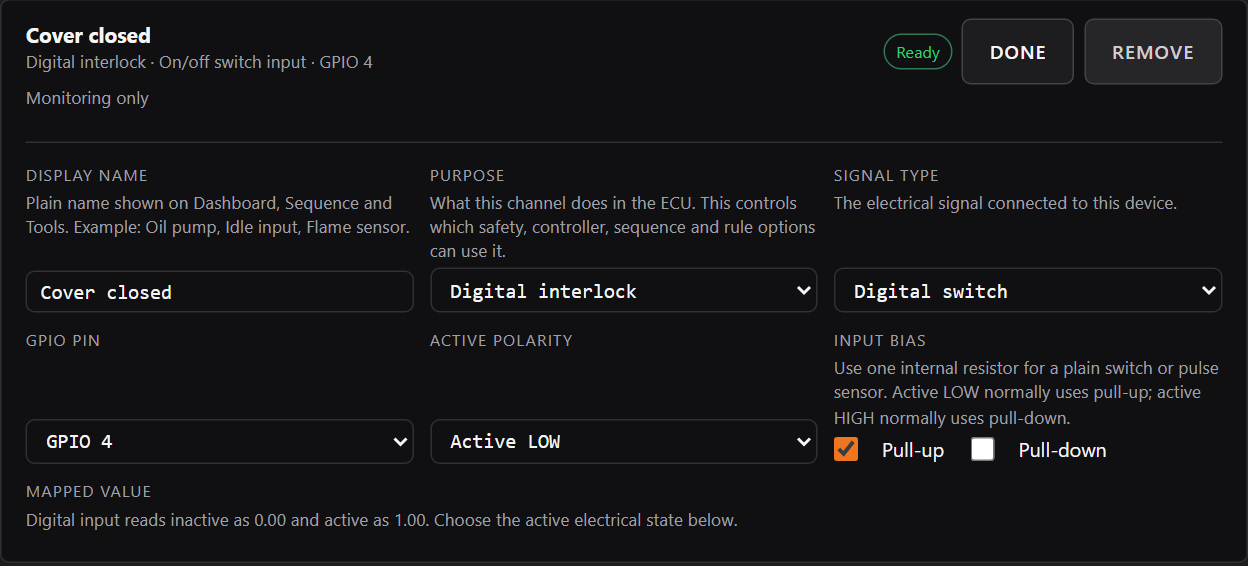 Cover closed
Digital interlock · On/off switch input · GPIO 4
Monitoring only
Ready
DONE
REMOVE
DISPLAY NAME
Plain name shown on Dashboard, Sequence and
Tools. Example: Oil pump, Idle input, Flame sensor.
Cover closed
PURPOSE
What this channel does in the ECU. This controls
which safety, controller, sequence and rule options
can use it.
Digital interlock
SIGNAL TYPE
The electrical signal connected to this device.
Digital switch
GPIO PIN
GPIO 4
ACTIVE POLARITY
Active LOW
INPUT BIAS
Use one internal resistor for a plain switch or pulse
sensor. Active LOW normally uses pull-up; active
HIGH normally uses pull-down.
Pull-up
Pull-down
MAPPED VALUE
Digital input reads inactive as 0.00 and active as 1.00. Choose the active electrical state below.